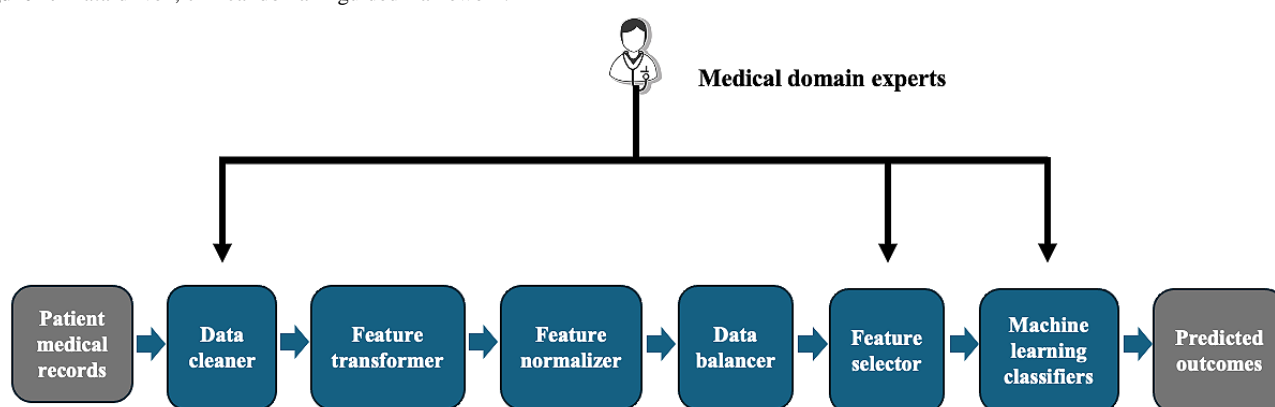 Medical domain experts
Patient
medical
records
Data
cleaner
Feature
transformer
Feature
normalizer
Data
balancer
Feature
selector
Machine
learning
classifiers
Predicted
outcomes